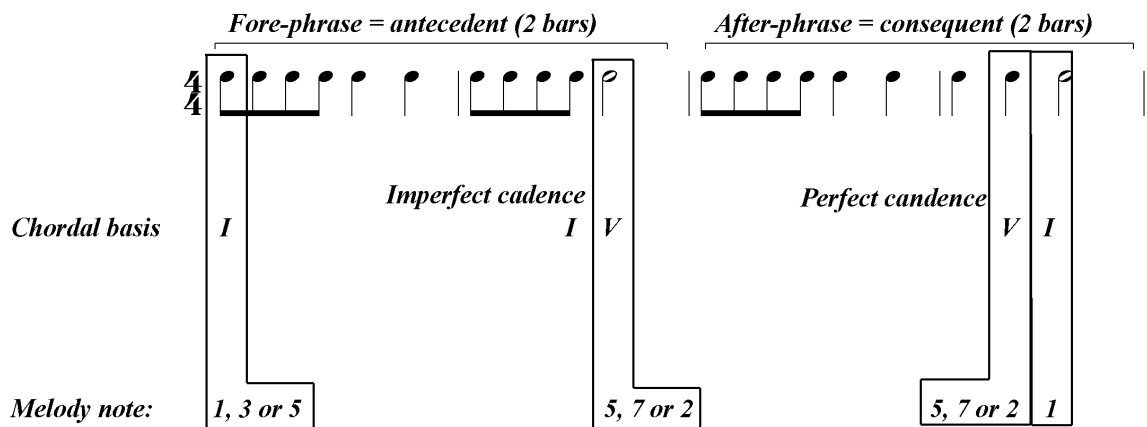 Fore-phrase = antecedent (2 bars) After-phrase = consequent (2 bars)
4
4
Imperfect cadence Perfect candence
Chordal basis I I V V I
Melody note: 1, 3 or 5 5, 7 or 2 5, 7 or 2 1